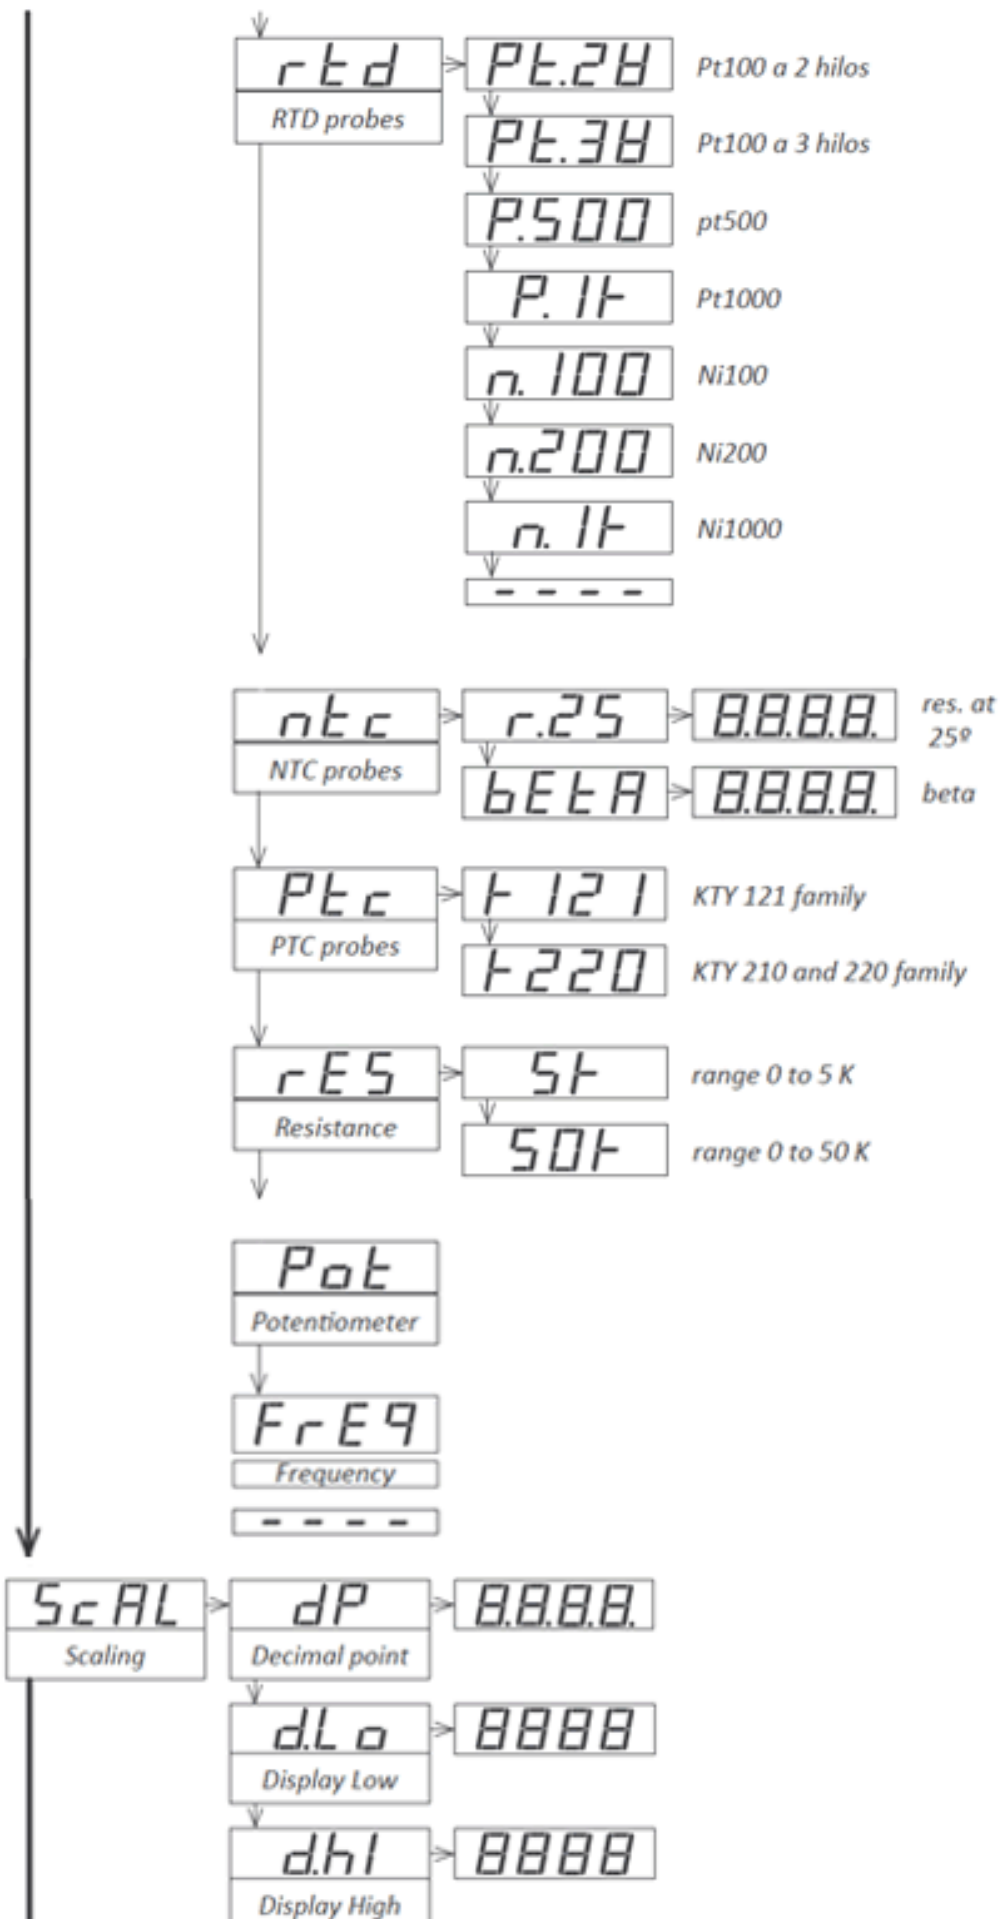 rtd
Pt.2W
Pt100 a 2 hilos
RTD probes
Pt.3W
Pt100 a 3 hilos
P.500
pt500
P. 1k
Pt1000
n. 100
Ni100
n.200
Ni200
n. 1k
Ni1000
- - - -
ntc
r.25
8.8.8.8.
res. at
25º
NTC probes
bEtA
8.8.8.8.
beta
Ptc
k 121
KTY 121 family
PTC probes
k220
KTY 210 and 220 family
rES
5k
range 0 to 5 K
Resistance
50k
range 0 to 50 K
Pot
Potentiometer
FrEq
Frequency
- - - -
ScAL
dP
8.8.8.8.
Scaling
Decimal point
d.Lo
8888
Display Low
d.hI
8888
Display High